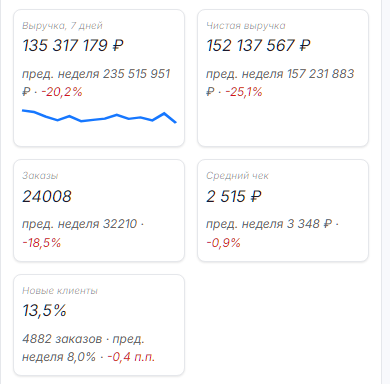 Выручка, 7 дней
135 317 179 ₽
пред. неделя 235 515 951
₽ · -20,2%
Чистая выручка
152 137 567 ₽
пред. неделя 157 231 883
₽ · -25,1%
Заказы
24008
пред. неделя 32210 ·
-18,5%
Средний чек
2 515 ₽
пред. неделя 3 348 ₽ ·
-0,9%
Новые клиенты
13,5%
4882 заказов · пред.
неделя 8,0% · -0,4 п.п.